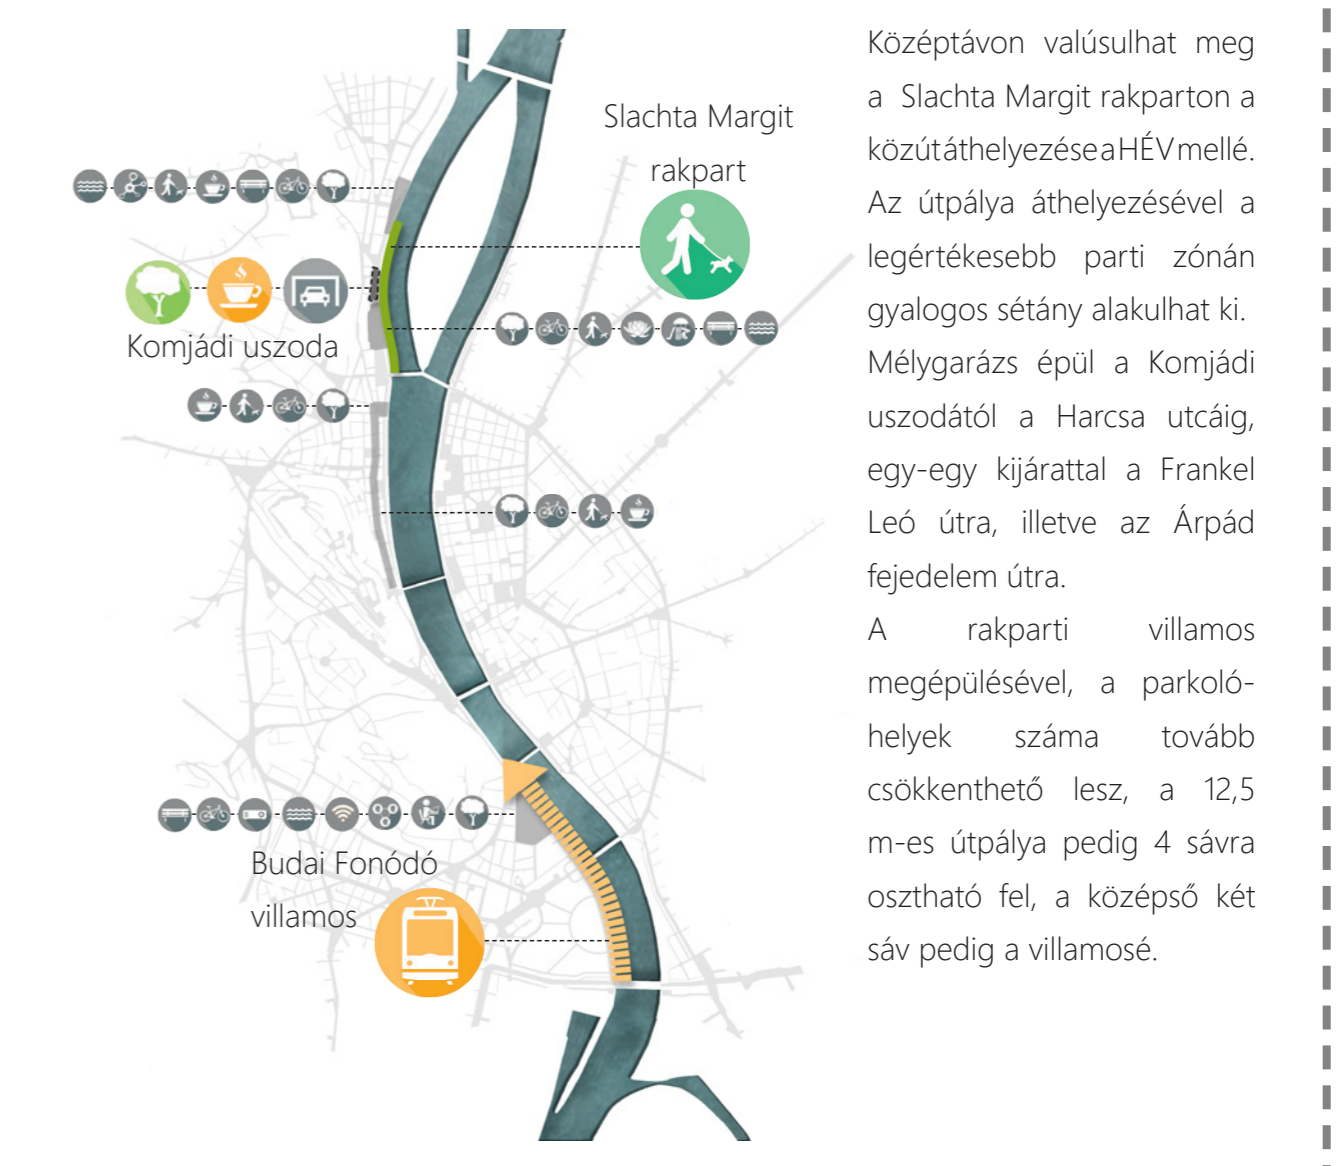 Slachta Margit
rakpart
Komjádi uszoda
Budai Fonódó
villamos
Középtávon valúsulhat meg
a Slachta Margit rakparton a
közút áthelyezése a HÉV mellé.
Az útpálya áthelyezésével a
legértékesebb parti zónán
gyalogos sétány alakulhat ki.
Mélygarázs épül a Komjádi
uszodától a Harcsa utcáig,
egy-egy kijárattal a Frankel
Leó útra, illetve az Árpád
fejedelem útra.
A rakparti villamos
megépülésével, a parkoló-
helyek száma tovább
csökkenthető lesz, a 12,5
m-es útpálya pedig 4 sávra
osztható fel, a középső két
sáv pedig a villamosé.